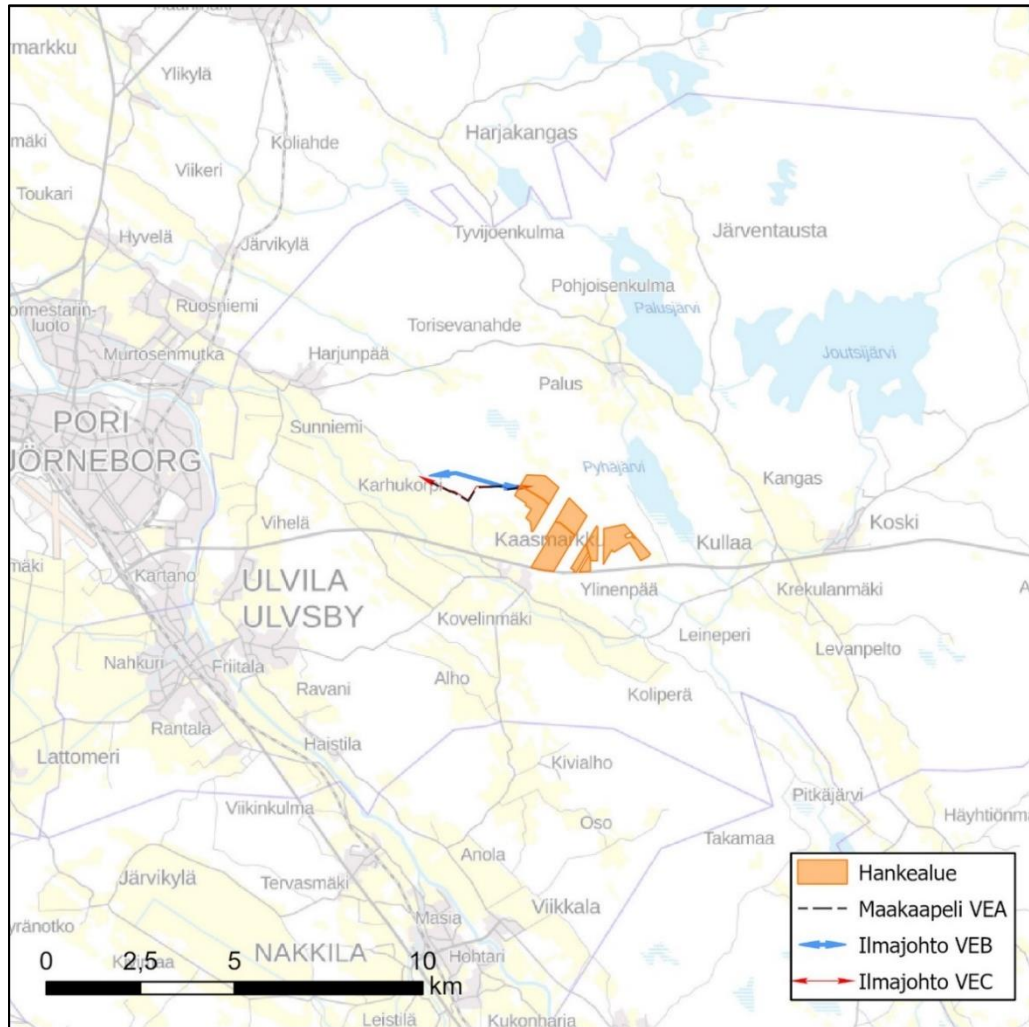 Ylikylä
Koliahde
Harjakangas
Viikeri
Toukari
Hyvelä
Järvikylä
Tyvijoenkulma
Järventausta
Pohjoisenkulma
Ruosniemi
Palusjärvi
luoto
Torisevanahde
Murtosenmutka
Harjunpää
Joutsijärvi
Palus
PORI
JÖRNEBORG
Sunniemi
Pyhäjärvi
Karhukorpi
Kangas
Vihelä
Kaasmarkku
Kullaa
Koski
mäki
Kartano
ULVILA
ULVSBY
Ylinenpää
Krekulanmäki
Kovelinmäki
Leineperi
Nahkuri
Friitala
Levanpelto
Ravani
Alho
Koliperä
Rantala
Lattomeri
Haistila
Kivialho
Viikinkulma
Pitkäjärvi
Oso
Takamaa
Häyhtiönm
Anola
Järvikylä
Tervasmäki
Viikkala
yränotko
Masia
NAKKILA
Hohtari
Leistilä
Kukonharja
0 2,5 5 10
km
Hankealue
Maakaapeli VEA
Ilmajohto VEB
Ilmajohto VEC